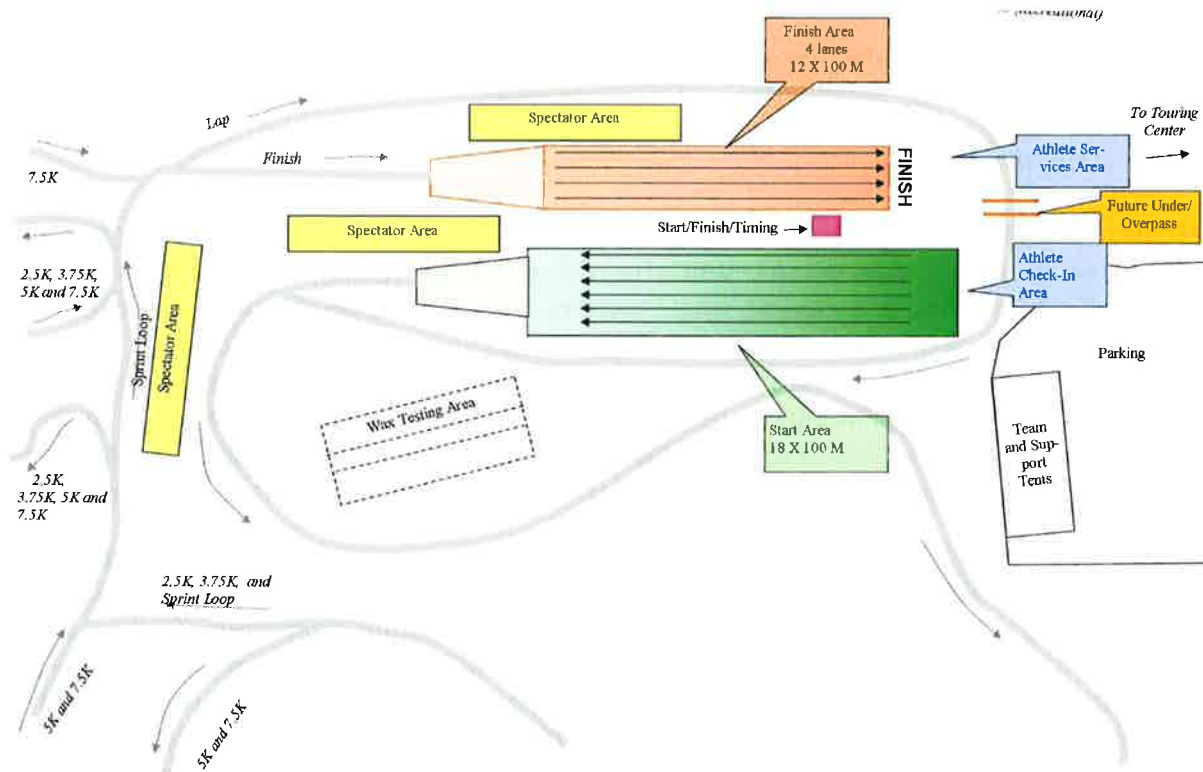 (International)
Finish Area
4 lanes
12 X 100 M
Lap
Spectator Area
To Touring
Center
Finish
Athlete Ser-
vices Area
FINISH
7.5K
Future Under/
Overpass
Spectator Area
Start/Finish/Timing
Athlete
Check-In
Area
2.5K, 3.75K,
5K and 7.5K
Sprint Loop
Spectator Area
Parking
Wax Testing Area
Start Area
18 X 100 M
Team
and Sup-
port
Tents
2.5K,
3.75K, 5K and
7.5K
2.5K, 3.75K, and
Sprint Loop
5K and 7.5K
5K and 7.5K